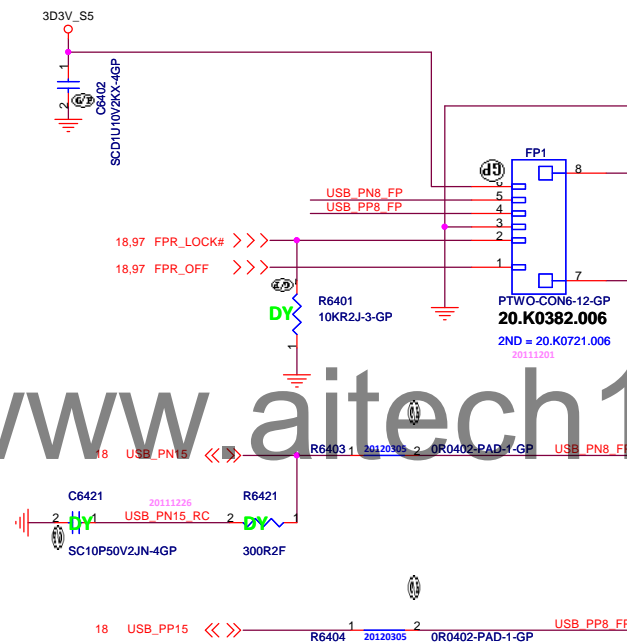 3D3V_S5
1
2
C6402
SCD1U10V2KX-4GP
FP1
8
6
USB_PN8_FP
5
USB_PP8_FP
4
3
18,97 FPR_LOCK#
2
18,97 FPR_OFF
1
7
R6401
10KR2J-3-GP
DY
1
PTWO-CON6-12-GP
20.K0382.006
2ND = 20.K0721.006
20111201
www.aitech1
18 USB_PN15
R6403 1 20120305 2 0R0402-PAD-1-GP
USB_PN8_F
C6421
20111226
R6421
2 DY 1
USB_PN15_RC
2 DY 1
SC10P50V2JN-4GP
300R2F
18 USB_PP15
1 2
USB_PP8_F
R6404 20120305 0R0402-PAD-1-GP